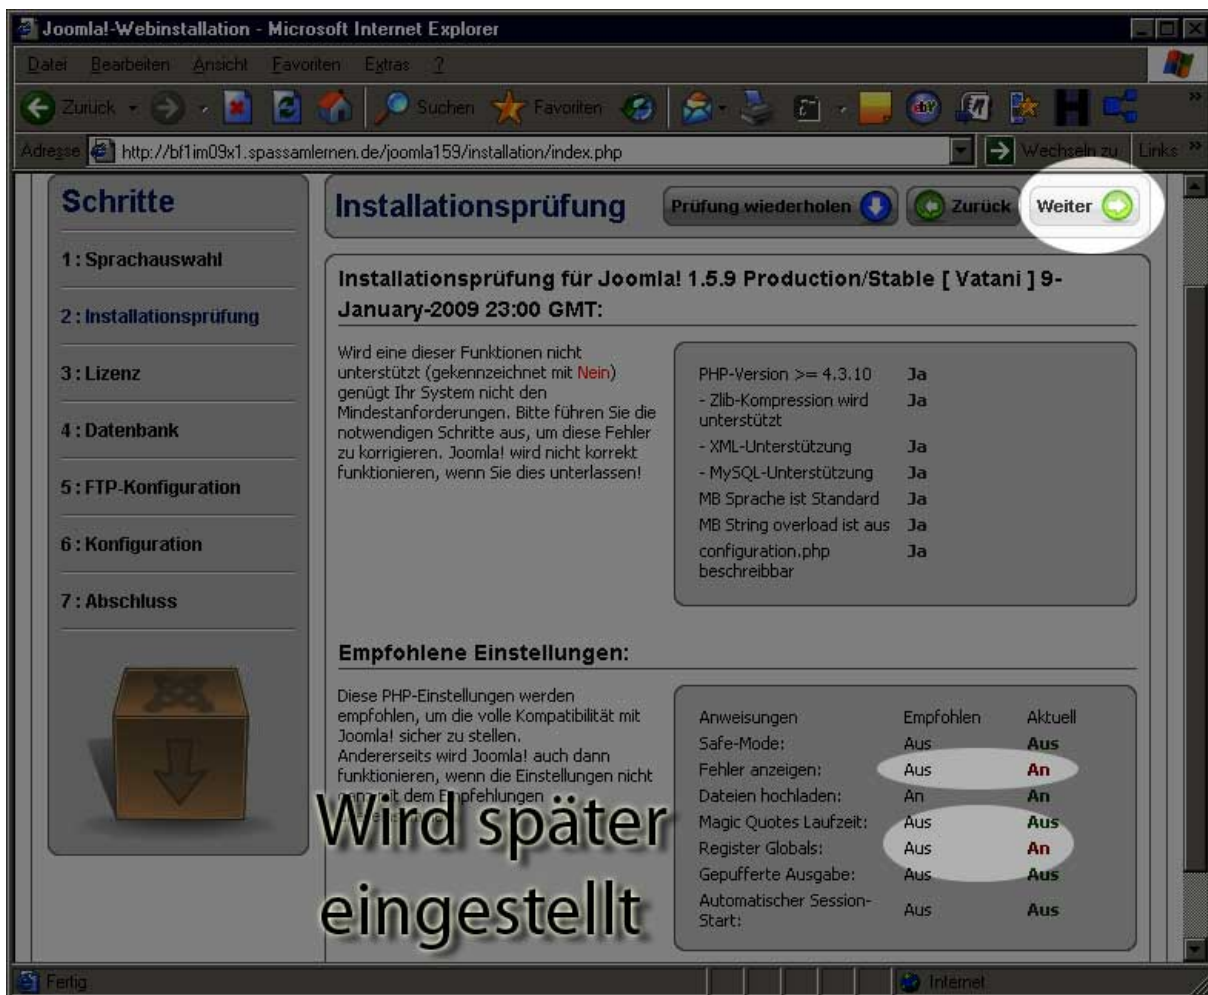 Joomla!-Webinstallation - Microsoft Internet Explorer
Datei Bearbeiten Ansicht Favoriten Extras ?
Zurück Suchen Favoriten
Adresse http://bf1im09x1.spassamlernen.de/joomla159/installation/index.php Wechseln zu Links »
Schritte
1 : Sprachauswahl
2 : Installationsprüfung
3 : Lizenz
4 : Datenbank
5 : FTP-Konfiguration
6 : Konfiguration
7 : Abschluss
Installationsprüfung Prüfung wiederholen Zurück Weiter
Installationsprüfung für Joomla! 1.5.9 Production/Stable [ Vatani ] 9-
January-2009 23:00 GMT:
Wird eine dieser Funktionen nicht
unterstützt (gekennzeichnet mit Nein)
genügt Ihr System nicht den
Mindestanforderungen. Bitte führen Sie die
notwendigen Schritte aus, um diese Fehler
zu korrigieren. Joomla! wird nicht korrekt
funktionieren, wenn Sie dies unterlassen!
PHP-Version >= 4.3.10 Ja
- Zlib-Kompression wird Ja
unterstützt
- XML-Unterstützung Ja
- MySQL-Unterstützung Ja
MB Sprache ist Standard Ja
MB String overload ist aus Ja
configuration.php Ja
beschreibbar
Empfohlene Einstellungen:
Diese PHP-Einstellungen werden
empfohlen, um die volle Kompatibilität mit
Joomla! sicher zu stellen.
Andererseits wird Joomla! auch dann
funktionieren, wenn die Einstellungen nicht
mit dem Empfehlungen
Wird später
eingestellt
Anweisungen Empfohlen Aktuell
Safe-Mode: Aus Aus
Fehler anzeigen: Aus An
Dateien hochladen: An An
Magic Quotes Laufzeit: Aus Aus
Register Globals: Aus An
Gepufferte Ausgabe: Aus Aus
Automatischer Session- Aus Aus
Start:
Fertig Internet